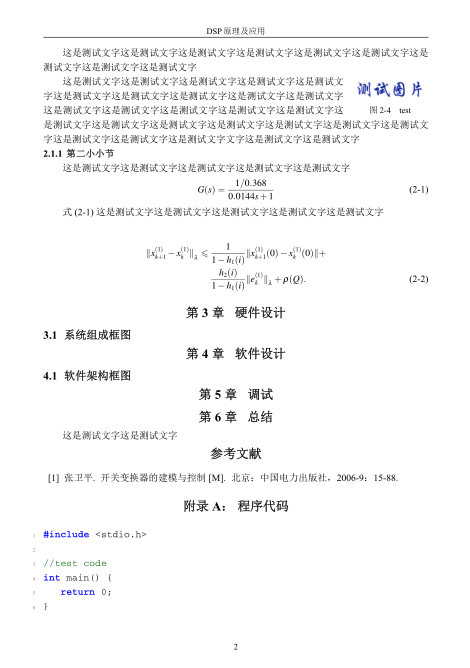 DSP 原理及应用
这是测试文字这是测试文字这是测试文字这是测试文字这是测试文字这是测试文字这是
测试文字这是测试文字这是测试文字
这是测试文字这是测试文字这是测试文字这是测试文字这是测试文
字这是测试文字这是测试文字这是测试文字这是测试文字这是测试文字
这是测试文字这是测试文字这是测试文字这是测试文字这是测试文字这
测试图片
图 2-4 test
是测试文字这是测试文字这是测试文字这是测试文字这是测试文字这是测试文字这是测试文
字这是测试文字这是测试文字这是测试文字文字这是测试文字这是测试文字
2.1.1 第二小小节
这是测试文字这是测试文字这是测试文字这是测试文字这是测试文字
G(s) = 1/0.368 / 0.0144s+1 (2-1)
式 (2-1) 这是测试文字这是测试文字这是测试文字这是测试文字这是测试文字
‖x_{k+1}^{(1)} − x_k^{(1)}‖_λ ⩽ 1 / 1−h_1(i) ‖x_{k+1}^{(1)}(0) − x_k^{(1)}(0)‖+
h_2(i) / 1−h_1(i) ‖e_k^{(1)}‖_λ + ρ(Q). (2-2)
第 3 章 硬件设计
3.1 系统组成框图
第 4 章 软件设计
4.1 软件架构框图
第 5 章 调试
第 6 章 总结
这是测试文字这是测试文字
参考文献
[1] 张卫平. 开关变换器的建模与控制 [M]. 北京：中国电力出版社，2006-9：15-88.
附录 A： 程序代码
1 #include <stdio.h>
2
3 //test code
4 int main() {
5 return 0;
6 }
2